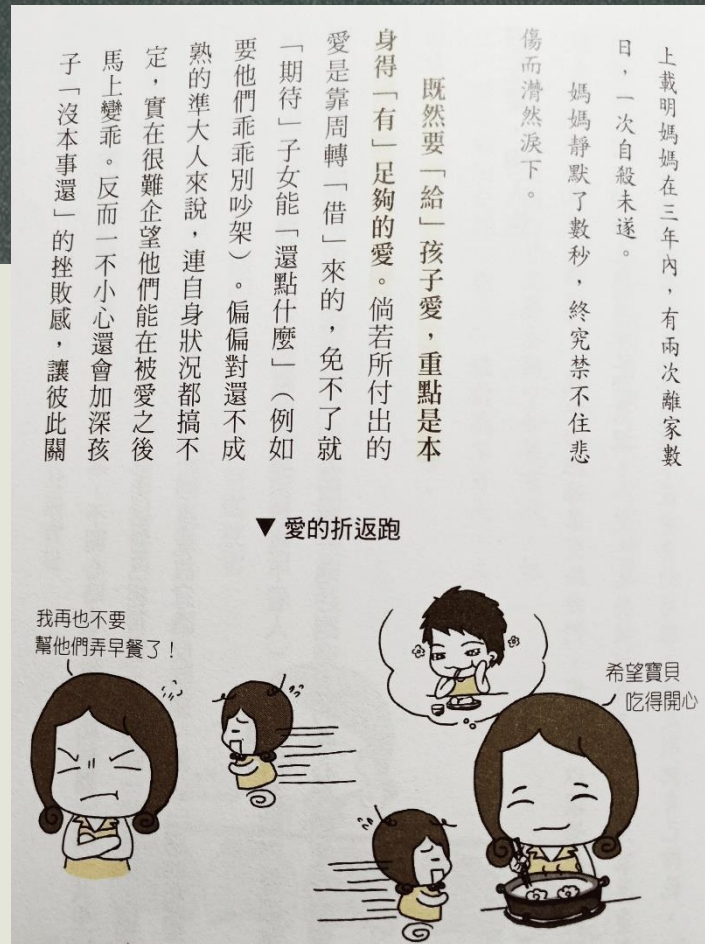 上載明媽媽在三年內，有兩次離家數
日，一次自殺未遂。
媽媽靜默了數秒，終究禁不住悲
傷而潸然淚下。
既然要「給」孩子愛，重點是本
身得「有」足夠的愛。倘若所付出的
愛是靠周轉「借」來的，免不了就
「期待」子女能「還點什麼」（例如
要他們乖乖別吵架）。偏偏對還不成
熟的準大人來說，連自身狀況都搞不
定，實在很難企望他們能在被愛之後
馬上變乖。反而一不小心還會加深孩
子「沒本事還」的挫敗感，讓彼此關
▼ 愛的折返跑
我再也不要
幫他們弄早餐了！
希望寶貝
吃得開心